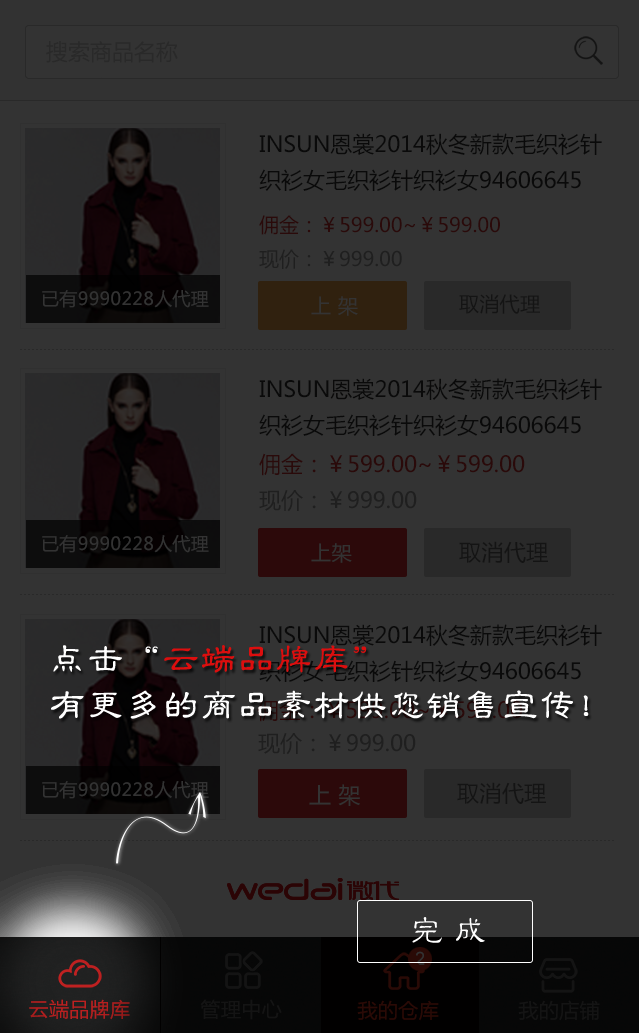 搜索商品名称
INSUN恩裳2014秋冬新款毛织衫针
织衫女毛织衫针织衫女94606645
佣金：￥599.00~￥599.00
现价：￥999.00
已有9990228人代理
上 架
取消代理
INSUN恩裳2014秋冬新款毛织衫针
织衫女毛织衫针织衫女94606645
佣金：￥599.00~￥599.00
现价：￥999.00
已有9990228人代理
上架
取消代理
INSUN恩裳2014秋冬新款毛织衫针
点击“云端品牌库”
织衫女毛织衫针织衫女94606645
有更多的商品素材供您销售宣传!
现价：￥999.00
已有9990228人代理
上 架
取消代理
wedai微代
完 成
2
云端品牌库
管理中心
我的仓库
我的店铺